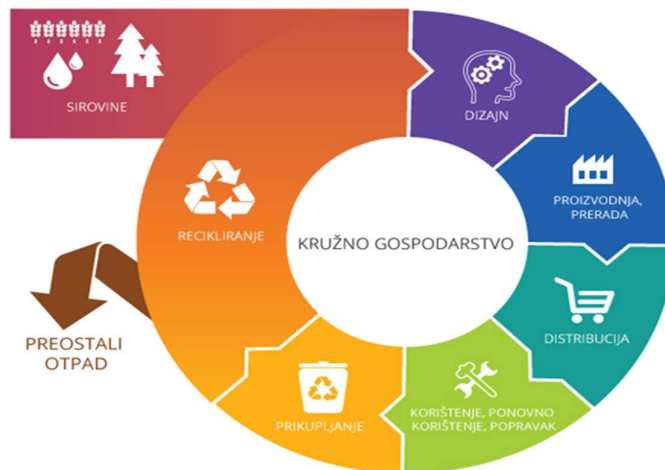 SIROVINE
DIZAJN
PROIZVODNJA,
PRERADA
RECIKLIRANJE
KRUŽNO GOSPODARSTVO
DISTRIBUCIJA
PREOSTALI
OTPAD
PRIKUPLJANJE
KORIŠTENJE, PONOVNO
KORIŠTENJE, POPRAVAK